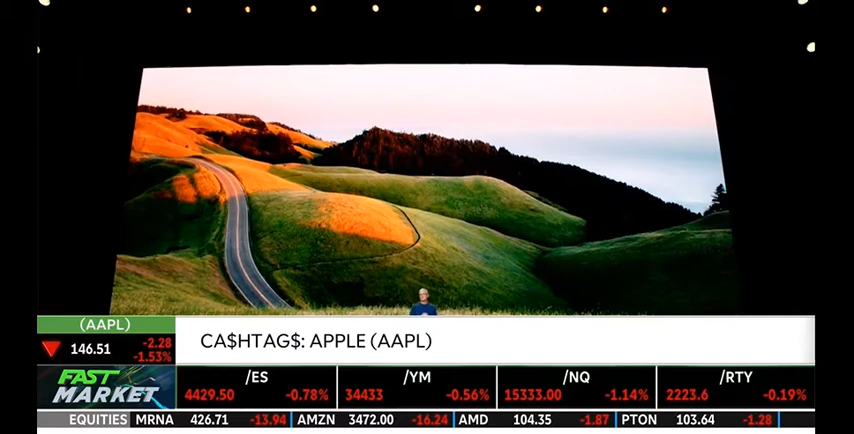 (AAPL)
146.51 -2.28
-1.53%
CA$HTAG$: APPLE (AAPL)
FAST
MARKET
/ES
4429.50 -0.78%
/YM
34433 -0.56%
/NQ
15333.00 -1.14%
/RTY
2223.6 -0.19%
EQUITIES MRNA 426.71 -13.94 AMZN 3472.00 -16.24 AMD 104.35 -1.87 PTON 103.64 -1.28